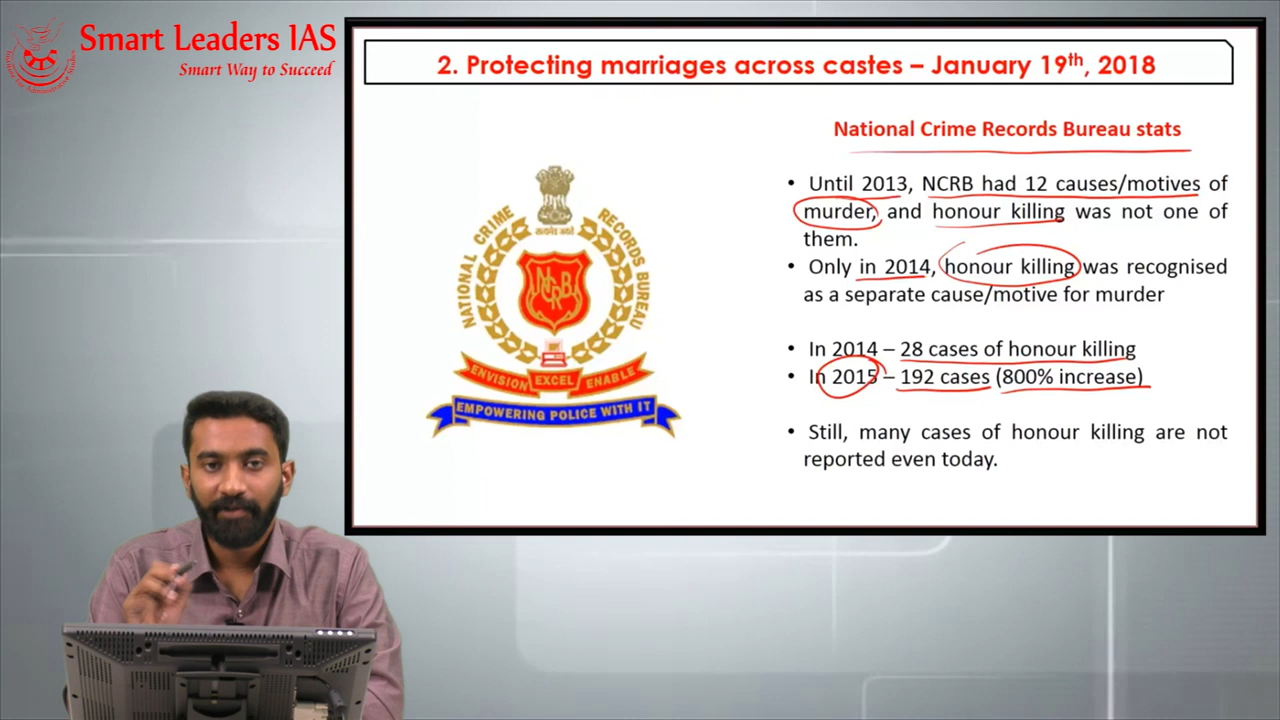 Smart Leaders IAS
Smart Way to Succeed
2. Protecting marriages across castes – January 19th, 2018
National Crime Records Bureau stats
• Until 2013, NCRB had 12 causes/motives of
murder, and honour killing was not one of
them.
• Only in 2014, honour killing was recognised
as a separate cause/motive for murder
• In 2014 – 28 cases of honour killing
• In 2015 – 192 cases (800% increase)
• Still, many cases of honour killing are not
reported even today.
NATIONAL CRIME
RECORDS BUREAU
सत्यमेव जयते
NCRB
ENVISION EXCEL ENABLE
EMPOWERING POLICE WITH IT